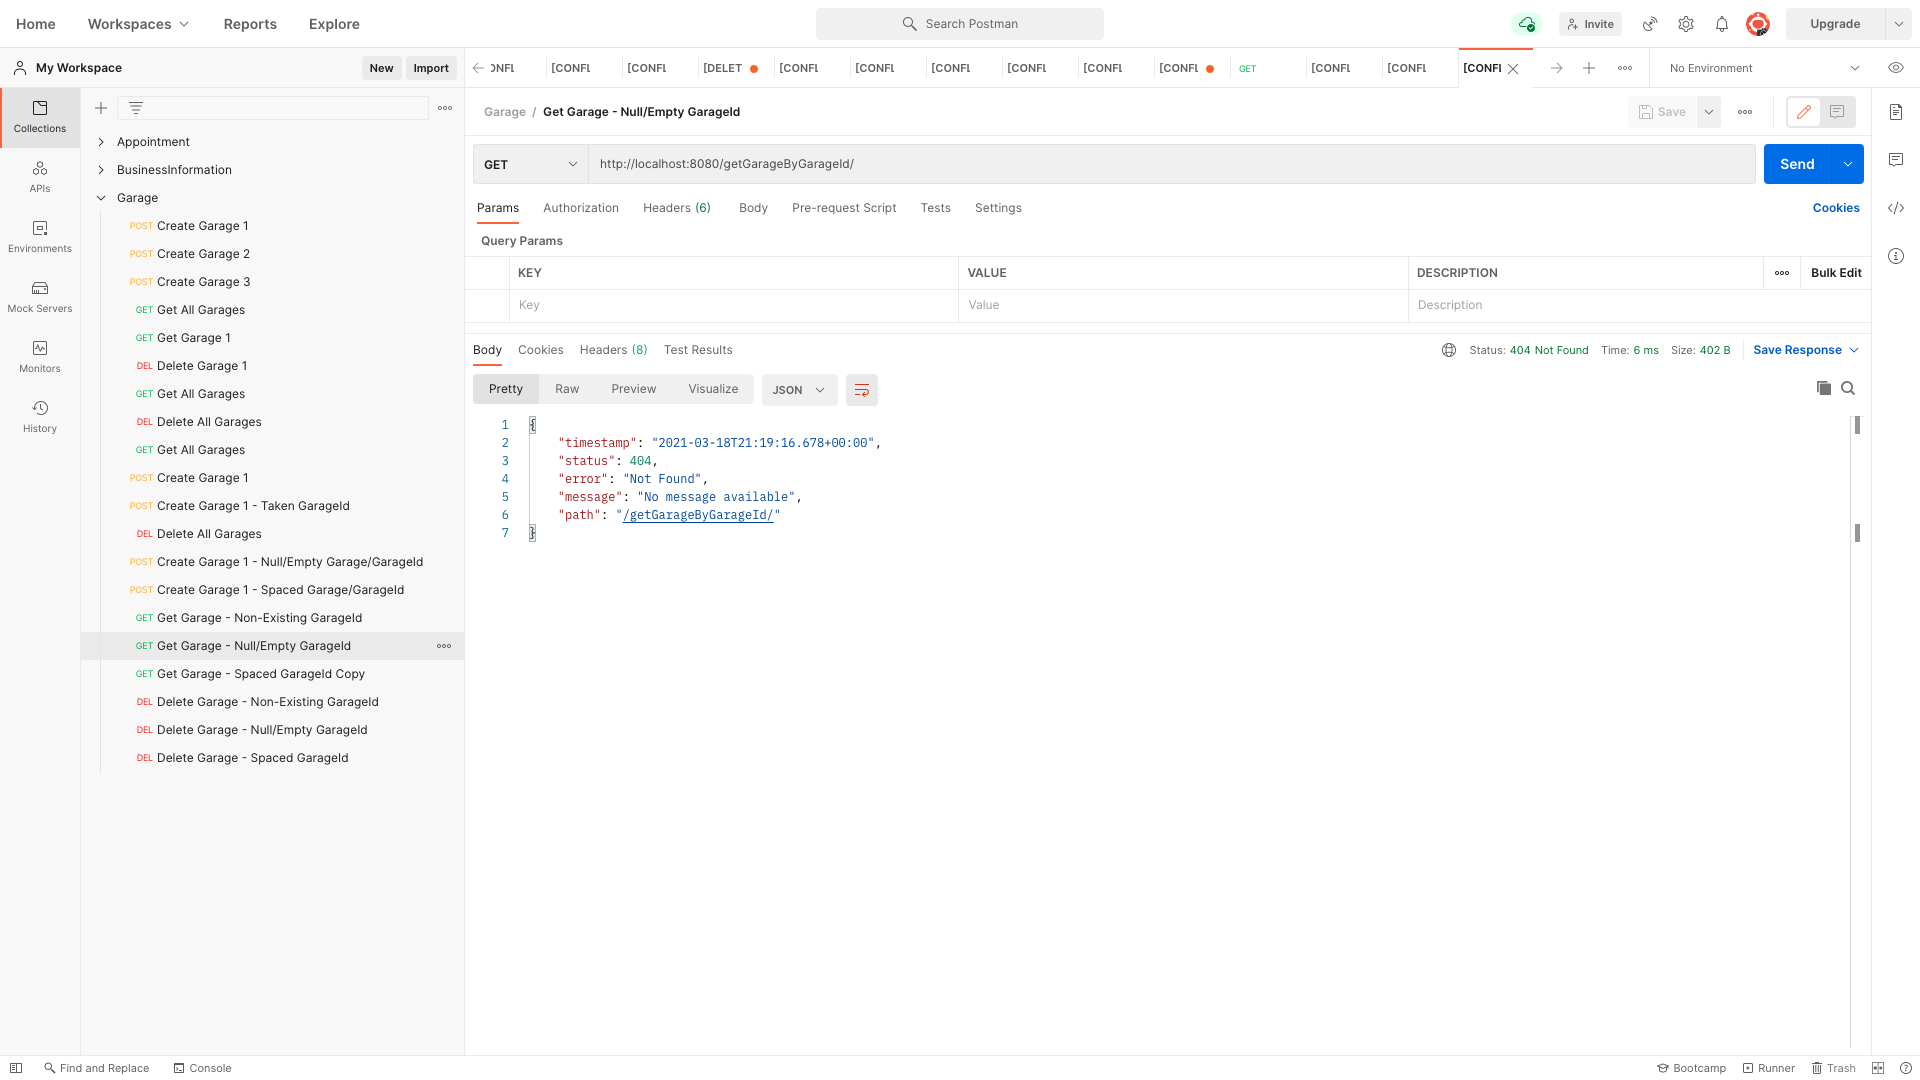 Home
Workspaces
Reports
Explore
Search Postman
Invite
Upgrade
My Workspace
New
Import
ONFL
[CONFL
[CONFL
[DELET
[CONFL
[CONFL
[CONFL
[CONFL
[CONFL
[CONFL
GET
[CONFL
[CONFL
[CONFL
No Environment
Collections
APIs
Environments
Mock Servers
Monitors
History
Appointment
BusinessInformation
Garage
POST Create Garage 1
POST Create Garage 2
POST Create Garage 3
GET Get All Garages
GET Get Garage 1
DEL Delete Garage 1
GET Get All Garages
DEL Delete All Garages
GET Get All Garages
POST Create Garage 1
POST Create Garage 1 - Taken GarageId
DEL Delete All Garages
POST Create Garage 1 - Null/Empty Garage/GarageId
POST Create Garage 1 - Spaced Garage/GarageId
GET Get Garage - Non-Existing GarageId
GET Get Garage - Null/Empty GarageId
GET Get Garage - Spaced GarageId Copy
DEL Delete Garage - Non-Existing GarageId
DEL Delete Garage - Null/Empty GarageId
DEL Delete Garage - Spaced GarageId
Garage / Get Garage - Null/Empty GarageId
Save
GET
http://localhost:8080/getGarageByGarageId/
Send
Params
Authorization
Headers (6)
Body
Pre-request Script
Tests
Settings
Cookies
Query Params
KEY
VALUE
DESCRIPTION
Bulk Edit
Key
Value
Description
Body
Cookies
Headers (8)
Test Results
Status: 404 Not Found
Time: 6 ms
Size: 402 B
Save Response
Pretty
Raw
Preview
Visualize
JSON
1 {
2 "timestamp": "2021-03-18T21:19:16.678+00:00",
3 "status": 404,
4 "error": "Not Found",
5 "message": "No message available",
6 "path": "/getGarageByGarageId/"
7 }
Find and Replace
Console
Bootcamp
Runner
Trash